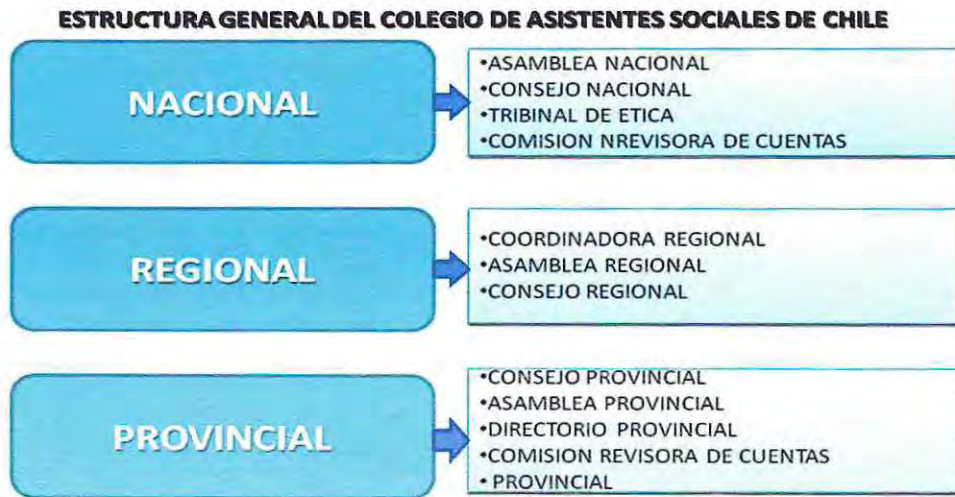 ESTRUCTURA GENERAL DEL COLEGIO DE ASISTENTES SOCIALES DE CHILE
NACIONAL
•ASAMBLEA NACIONAL
•CONSEJO NACIONAL
•TRIBINAL DE ETICA
•COMISION NREVISORA DE CUENTAS
REGIONAL
•COORDINADORA REGIONAL
•ASAMBLEA REGIONAL
•CONSEJO REGIONAL
PROVINCIAL
•CONSEJO PROVINCIAL
•ASAMBLEA PROVINCIAL
•DIRECTORIO PROVINCIAL
•COMISION REVISORA DE CUENTAS
• PROVINCIAL